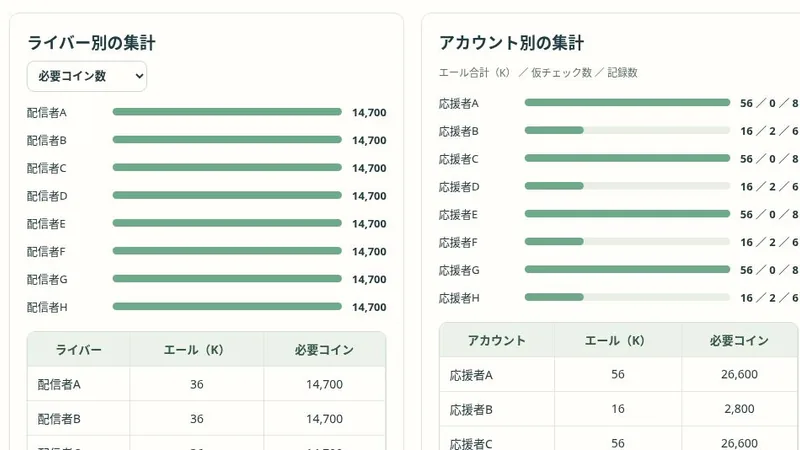 ライバー別の集計
必要コイン数
配信者A 14,700
配信者B 14,700
配信者C 14,700
配信者D 14,700
配信者E 14,700
配信者F 14,700
配信者G 14,700
配信者H 14,700
ライバー エール（K） 必要コイン
配信者A 36 14,700
配信者B 36 14,700
アカウント別の集計
エール合計（K）／仮チェック数／記録数
応援者A 56／0／8
応援者B 16／2／6
応援者C 56／0／8
応援者D 16／2／6
応援者E 56／0／8
応援者F 16／2／6
応援者G 56／0／8
応援者H 16／2／6
アカウント エール（K） 必要コイン
応援者A 56 26,600
応援者B 16 2,800
応援者C 56 26,600